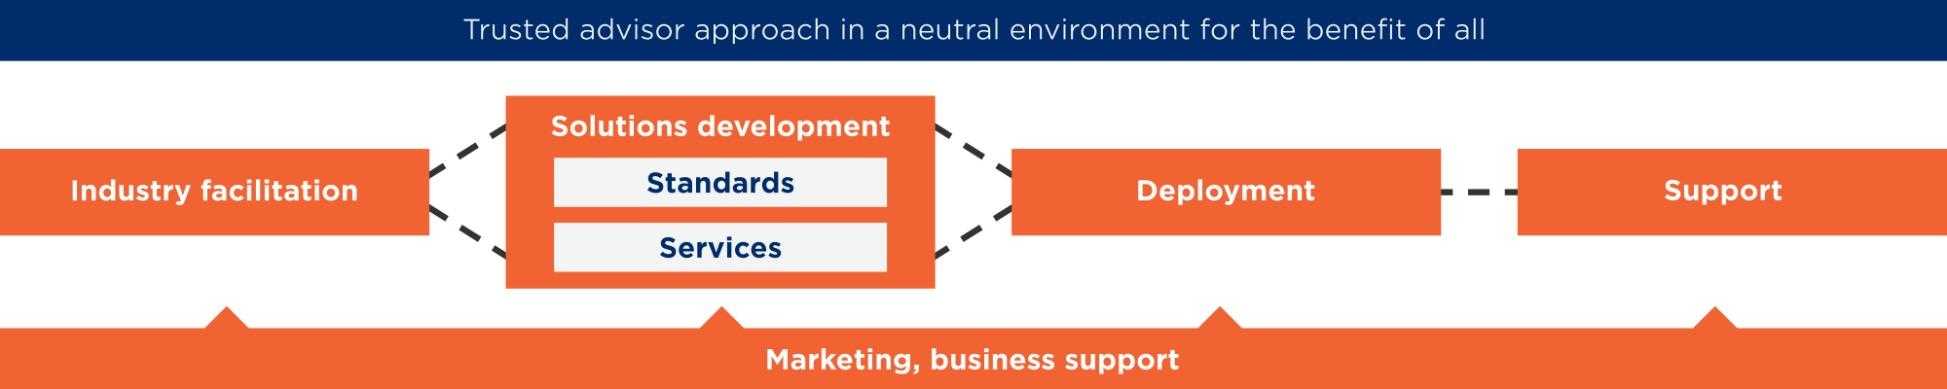 Trusted advisor approach in a neutral environment for the benefit of all
Industry facilitation
Solutions development
Standards
Services
Deployment
Support
Marketing, business support